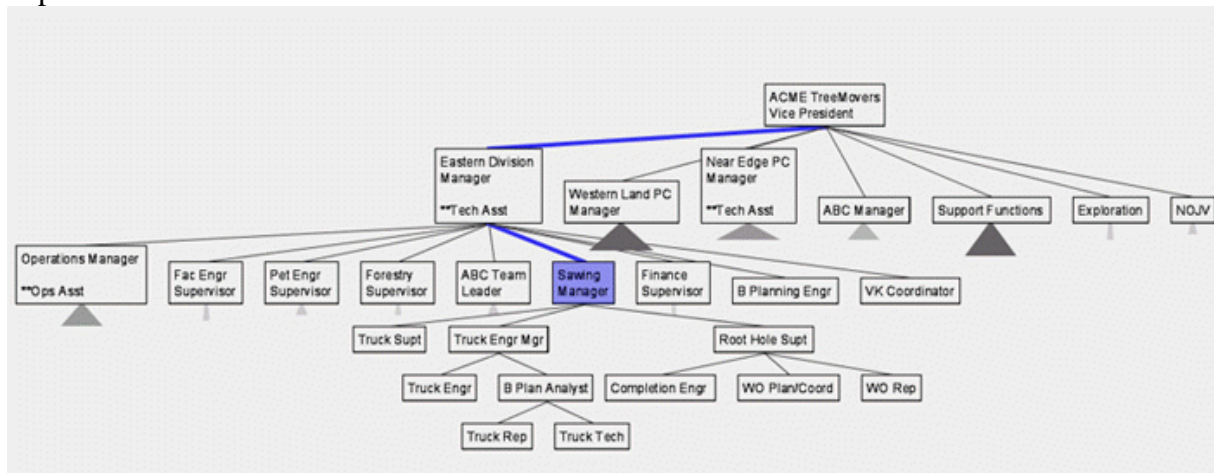 ACME TreeMovers
Vice President
Eastern Division
Manager
**Tech Asst
Western Land PC
Manager
Near Edge PC
Manager
**Tech Asst
ABC Manager
Support Functions
Exploration
NOJV
Operations Manager
**Ops Asst
Fac Engr
Supervisor
Pet Engr
Supervisor
Forestry
Supervisor
ABC Team
Leader
Sawing
Manager
Finance
Supervisor
B Planning Engr
VK Coordinator
Truck Supt
Truck Engr Mgr
Root Hole Supt
Truck Engr
B Plan Analyst
Completion Engr
WO Plan/Coord
WO Rep
Truck Rep
Truck Tech